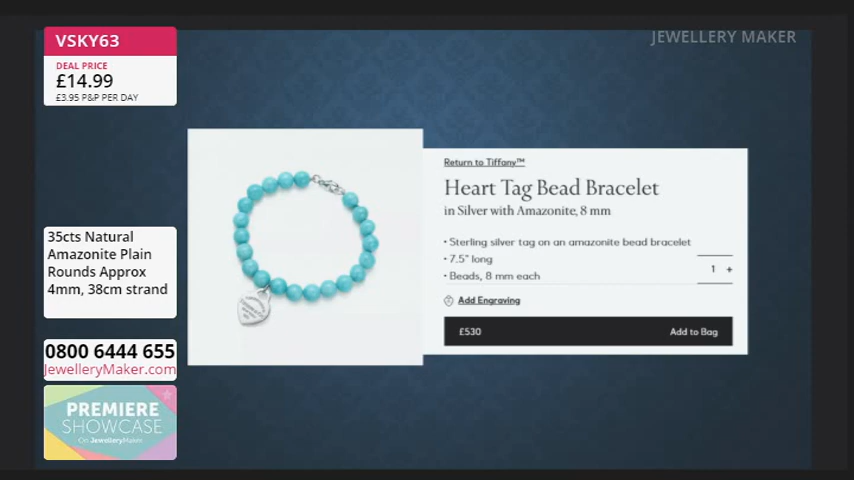 VSKY63
DEAL PRICE
£14.99
£3.95 P&P PER DAY
JEWELLERY MAKER
Return to Tiffany™
Heart Tag Bead Bracelet
in Silver with Amazonite, 8 mm
• Sterling silver tag on an amazonite bead bracelet
• 7.5" long
• Beads, 8 mm each
1 +
Add Engraving
£530 Add to Bag
35cts Natural
Amazonite Plain
Rounds Approx
4mm, 38cm strand
0800 6444 655
JewelleryMaker.com
PREMIERE
SHOWCASE
On JewelleryMaker